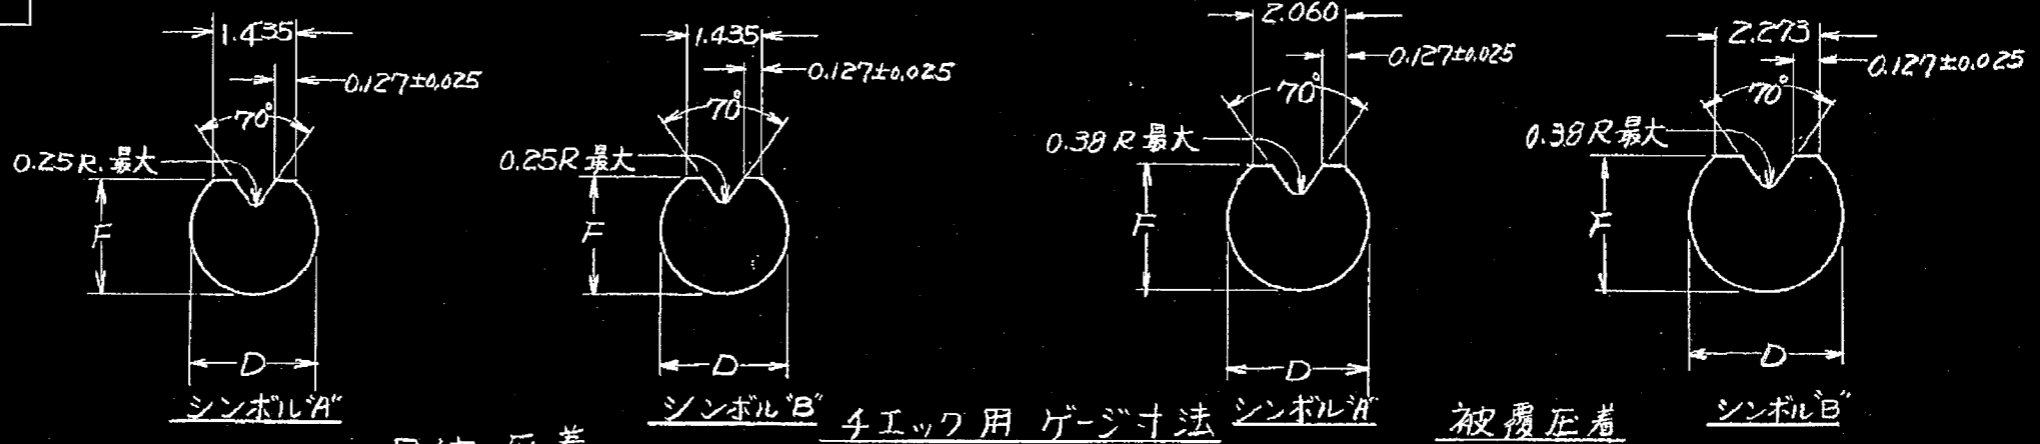 1.435
0.127±0.025
70°
0.25R.最大
F
D
シンボル"A"
1.435
0.127±0.025
70°
0.25R最大
F
D
シンボル"B"
チエック用 ゲージ寸法
2.060
0.127±0.025
70°
0.38R最大
F
D
シンボル"A"
被覆圧着
2.273
0.127±0.025
70°
0.38R最大
F
D
シンボル"B"